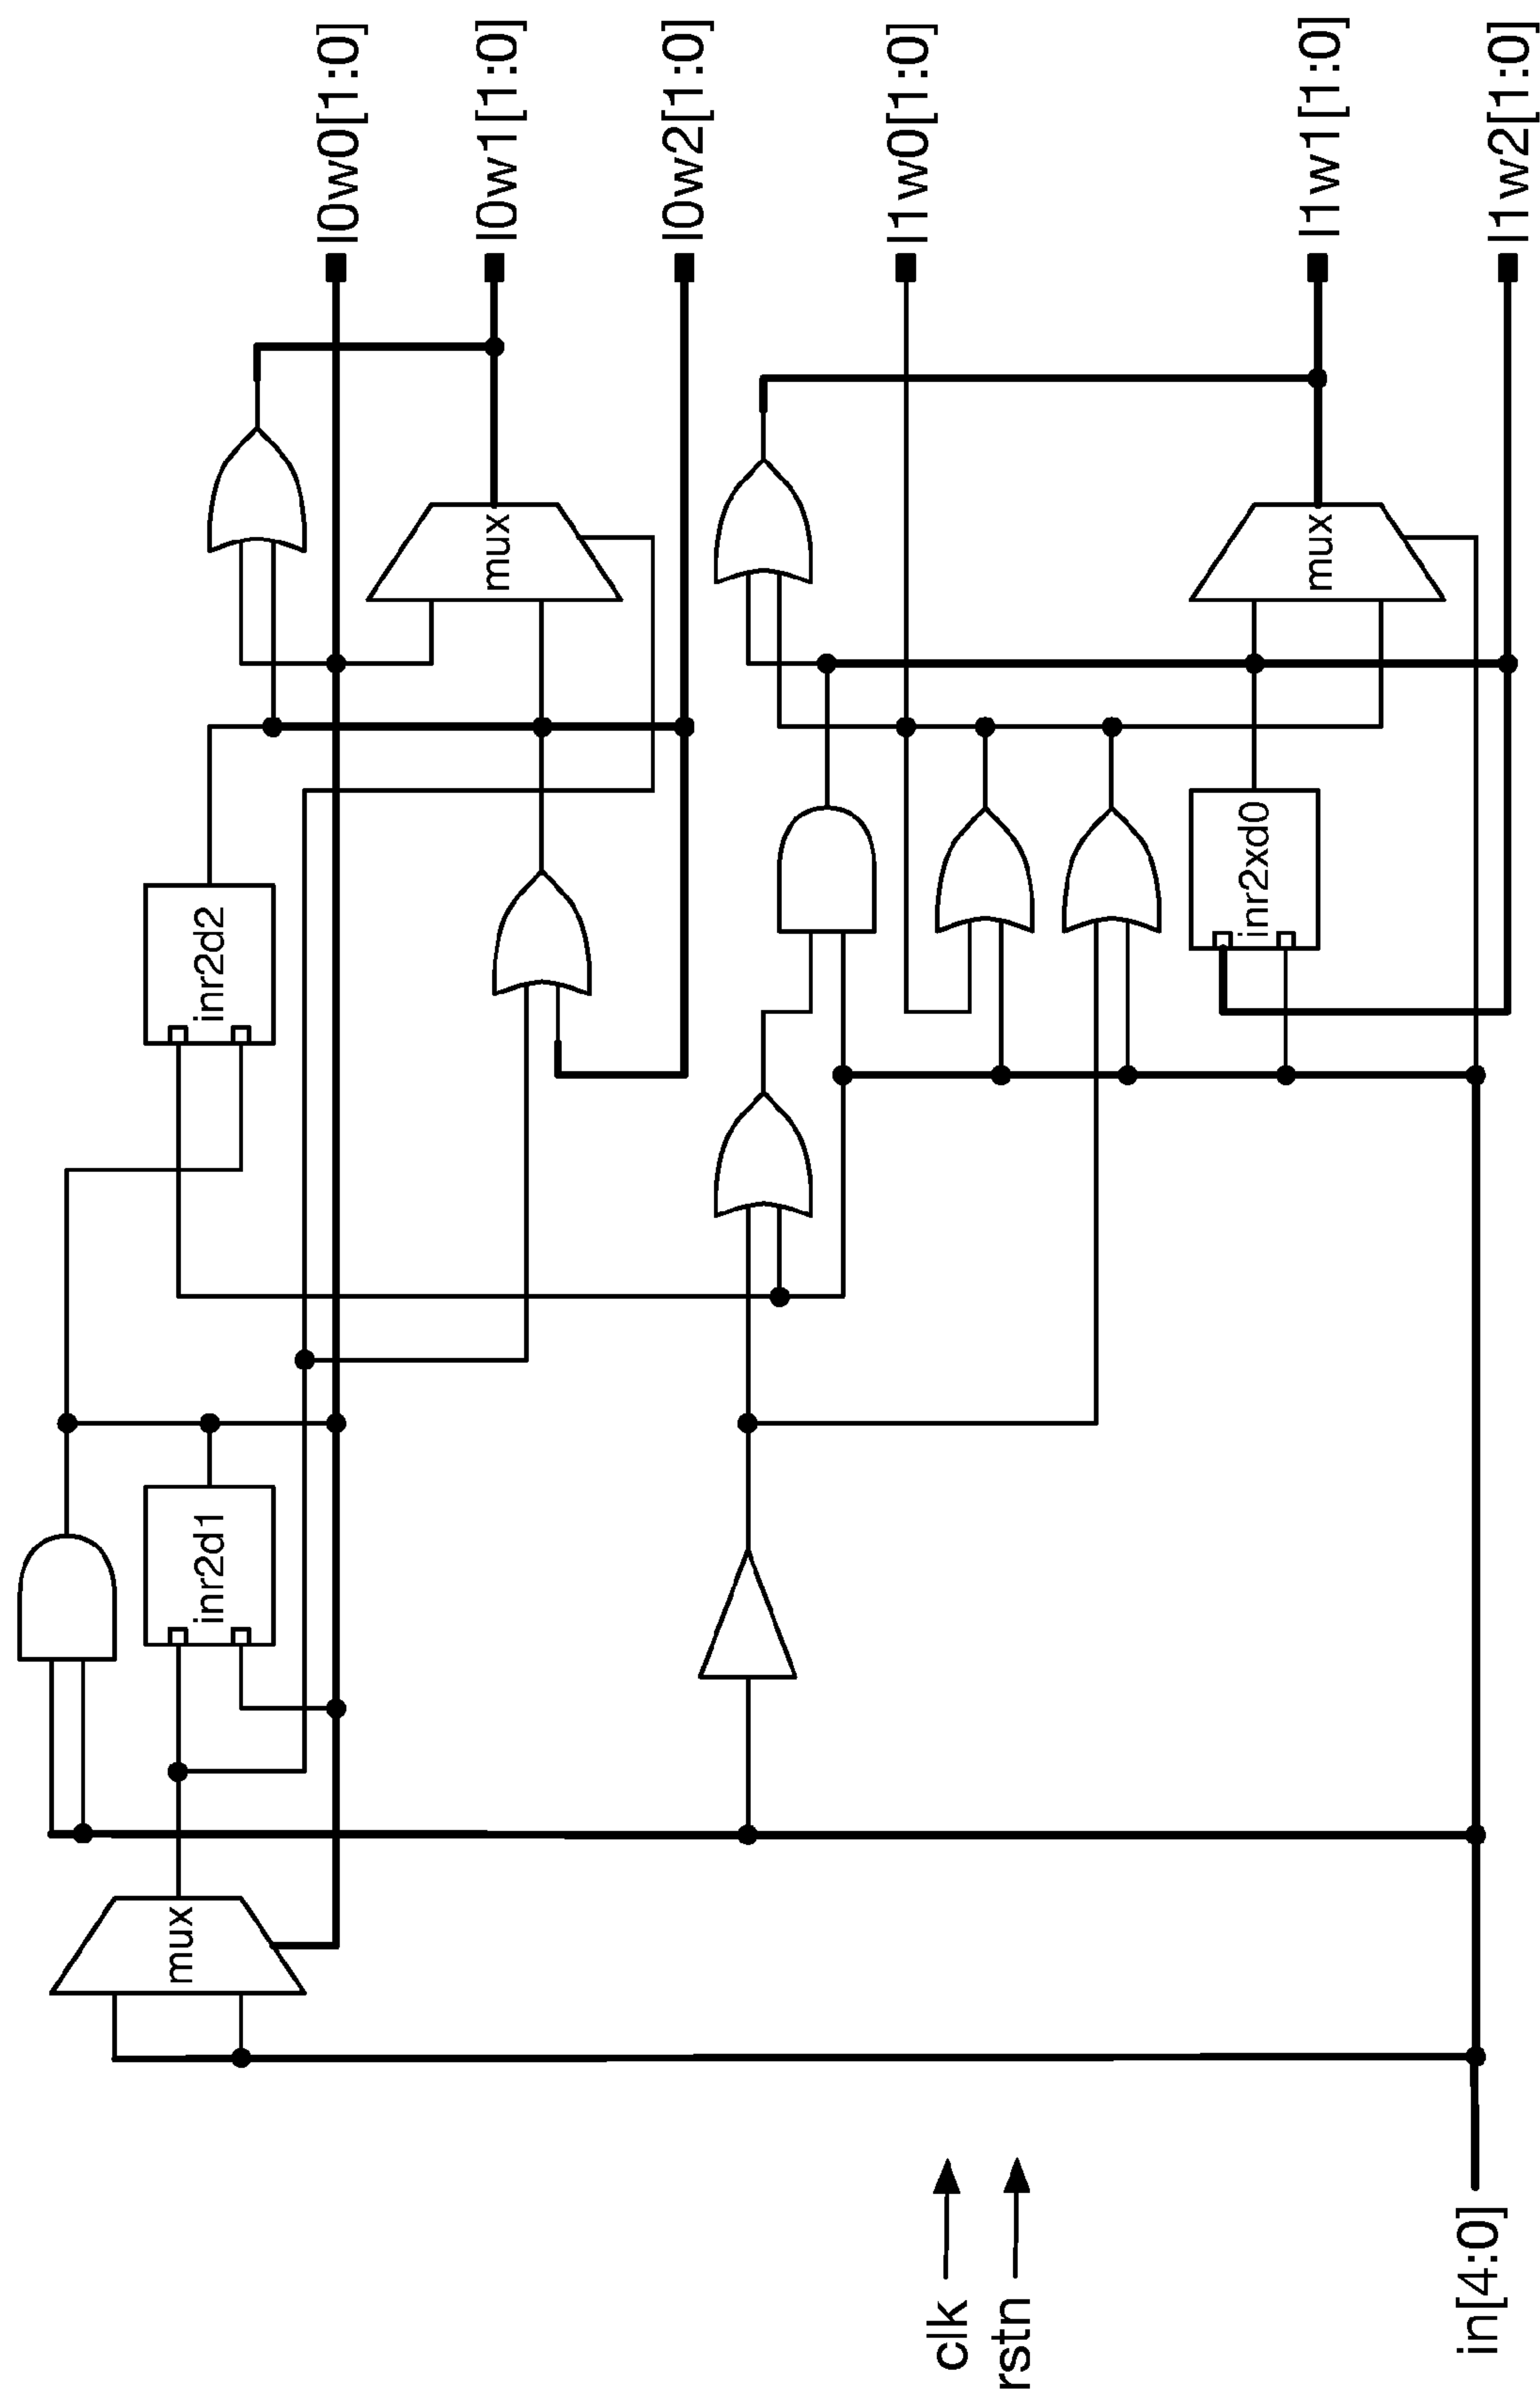 mux
inr2d1
inr2d2
l0w0[1:0]
mux
l0w1[1:0]
l0w2[1:0]
l1w0[1:0]
clk
rstn
inr2xd0
mux
l1w1[1:0]
in[4:0]
l1w2[1:0]